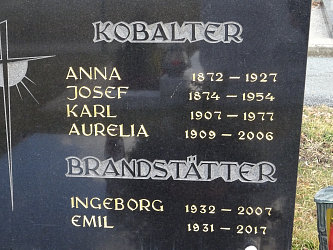 KOBALTER
ANNA 1872 – 1927
JOSEF 1874 – 1954
KARL 1907 – 1977
AURELIA 1909 – 2006
BRANDSTÄTTER
INGEBORG 1932 – 2007
EMIL 1931 – 2017